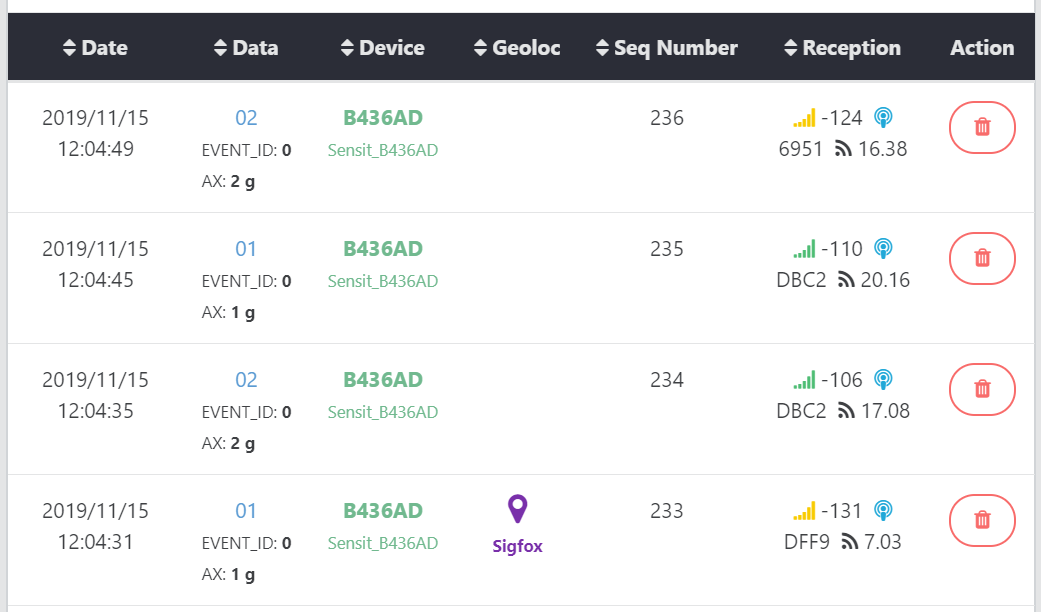 Date Data Device Geoloc Seq Number Reception Action
2019/11/15 02 B436AD 236 -124
12:04:49 EVENT_ID: 0 Sensit_B436AD 6951 16.38
AX: 2 g
2019/11/15 01 B436AD 235 -110
12:04:45 EVENT_ID: 0 Sensit_B436AD DBC2 20.16
AX: 1 g
2019/11/15 02 B436AD 234 -106
12:04:35 EVENT_ID: 0 Sensit_B436AD DBC2 17.08
AX: 2 g
2019/11/15 01 B436AD 233 -131
12:04:31 EVENT_ID: 0 Sensit_B436AD Sigfox DFF9 7.03
AX: 1 g